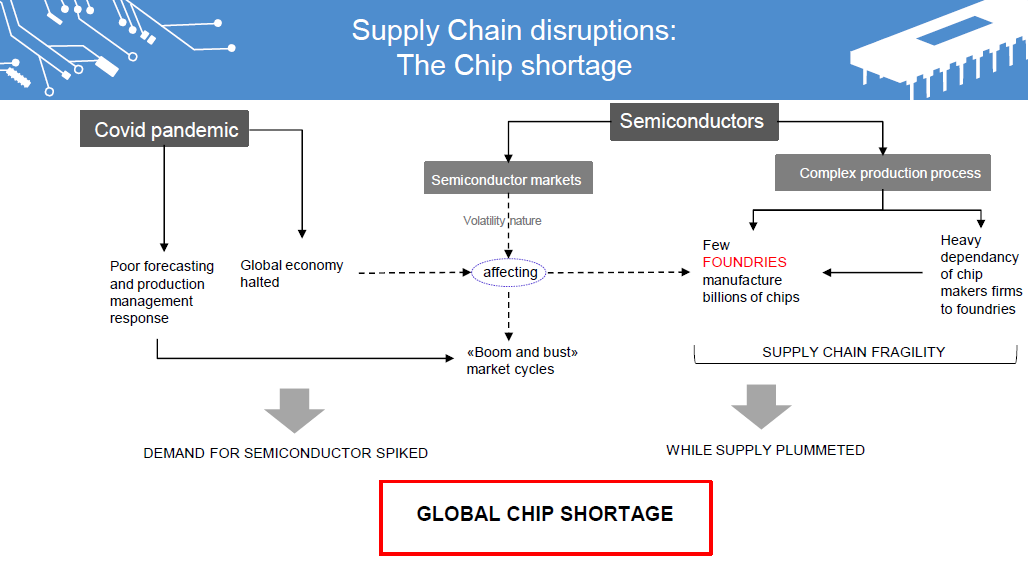 Supply Chain disruptions:
The Chip shortage
Covid pandemic
Semiconductors
Semiconductor markets
Complex production process
Volatility nature
Poor forecasting
and production
management
response
Global economy
halted
affecting
Few
FOUNDRIES
manufacture
billions of chips
Heavy
dependancy
of chip
makers firms
to foundries
«Boom and bust»
market cycles
SUPPLY CHAIN FRAGILITY
DEMAND FOR SEMICONDUCTOR SPIKED
WHILE SUPPLY PLUMMETED
GLOBAL CHIP SHORTAGE